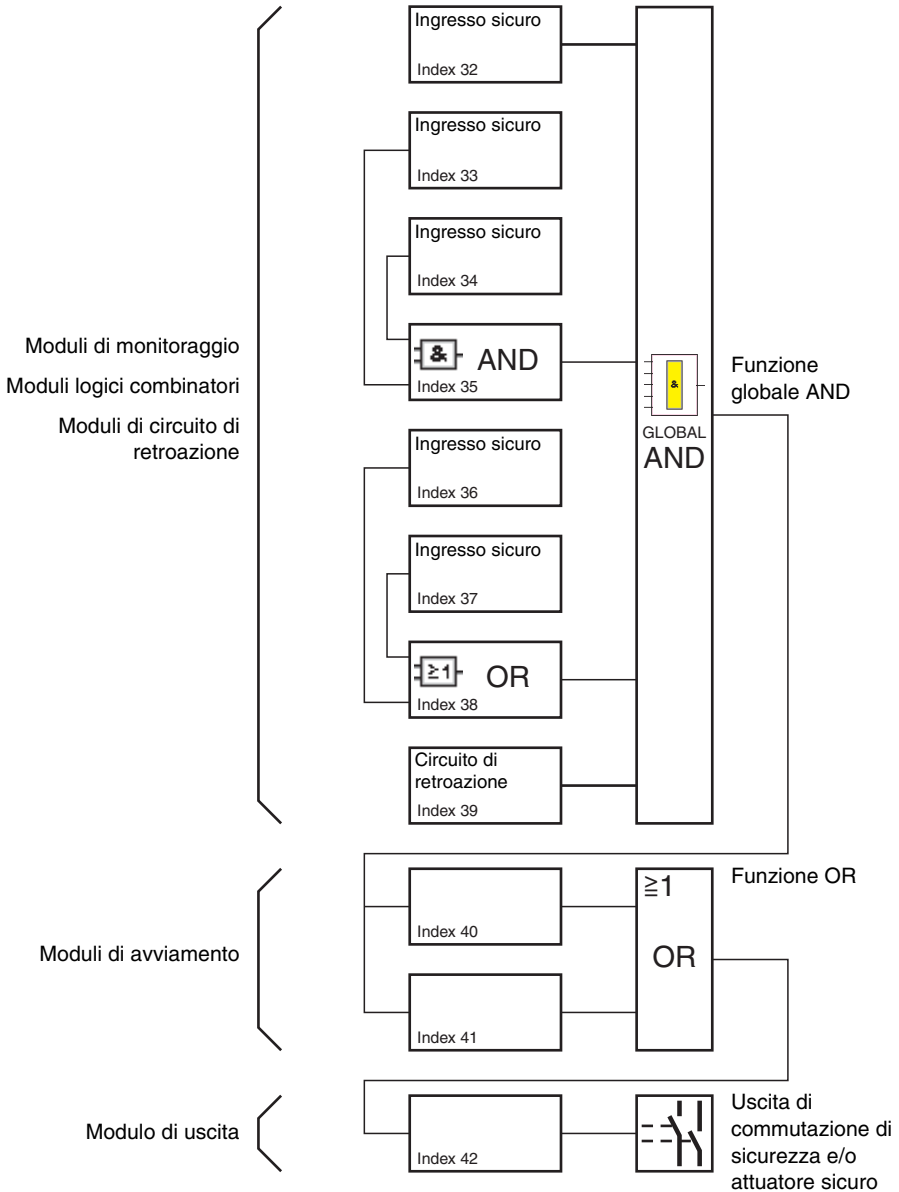 Ingresso sicuro
Index 32
Ingresso sicuro
Index 33
Ingresso sicuro
Index 34
& AND
Index 35
Ingresso sicuro
Index 36
Ingresso sicuro
Index 37
≥1 OR
Index 38
Circuito di
retroazione
Index 39
Moduli di monitoraggio
Moduli logici combinatori
Moduli di circuito di
retroazione
&
GLOBAL
AND
Funzione
globale AND
Moduli di avviamento
Index 40
Index 41
≧1
OR
Funzione OR
Modulo di uscita
Index 42
Uscita di
commutazione di
sicurezza e/o
attuatore sicuro